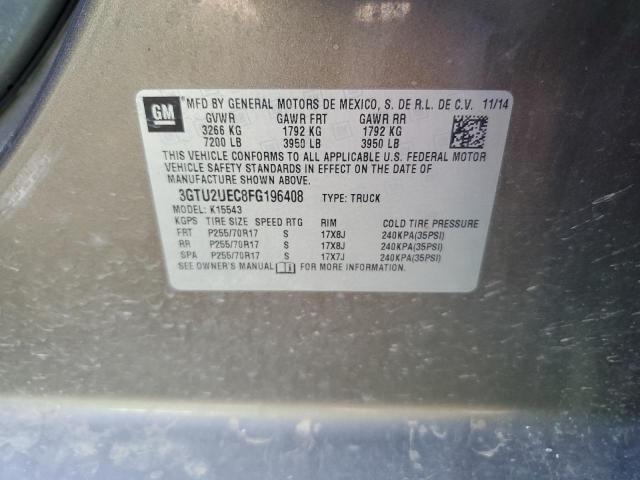 GM
MFD BY GENERAL MOTORS DE MEXICO, S. DE R.L. DE C.V. 11/14
GVWR GAWR FRT GAWR RR
3266 KG 1792 KG 1792 KG
7200 LB 3950 LB 3950 LB
THIS VEHICLE CONFORMS TO ALL APPLICABLE U.S. FEDERAL MOTOR
VEHICLE SAFETY STANDARDS IN EFFECT ON THE DATE OF
MANUFACTURE SHOWN ABOVE.
3GTU2UEC8FG196408 TYPE: TRUCK
MODEL: K15543
KGPS TIRE SIZE SPEED RTG RIM COLD TIRE PRESSURE
FRT P255/70R17 S 17X8J 240KPA(35PSI)
RR P255/70R17 S 17X8J 240KPA(35PSI)
SPA P255/70R17 S 17X7J 240KPA(35PSI)
SEE OWNER'S MANUAL FOR MORE INFORMATION.